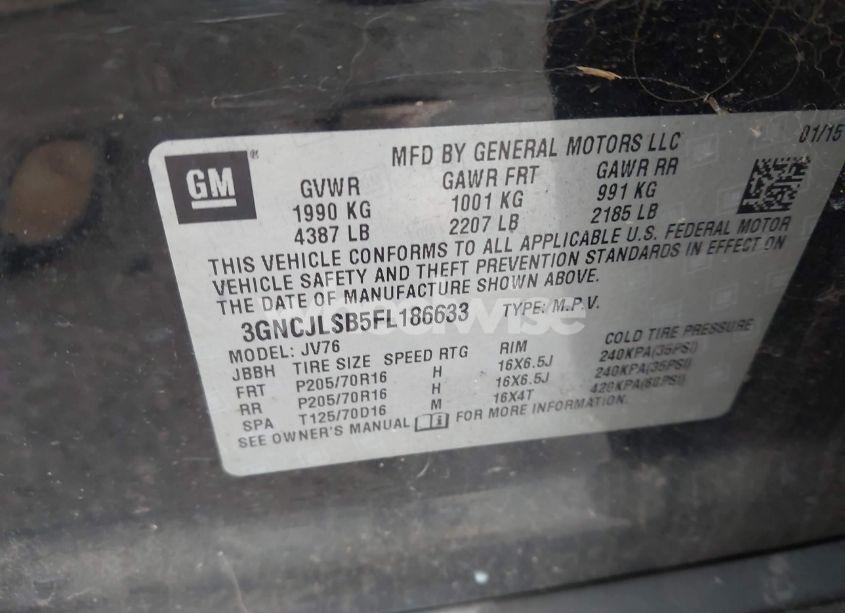 GM ®
MFD BY GENERAL MOTORS LLC 01/15
GVWR GAWR FRT GAWR RR
1990 KG 1001 KG 991 KG
4387 LB 2207 LB 2185 LB
THIS VEHICLE CONFORMS TO ALL APPLICABLE U.S. FEDERAL MOTOR
VEHICLE SAFETY AND THEFT PREVENTION STANDARDS IN EFFECT ON
THE DATE OF MANUFACTURE SHOWN ABOVE.
3GNCJLSB5FL186633 TYPE: M.P.V.
MODEL: JV76
JBBH TIRE SIZE SPEED RTG RIM COLD TIRE PRESSURE
FRT P205/70R16 H 16X6.5J 240KPA(35PSI)
RR P205/70R16 H 16X6.5J 240KPA(35PSI)
SPA T125/70D16 M 16X4T 420KPA(60PSI)
SEE OWNER'S MANUAL FOR MORE INFORMATION.